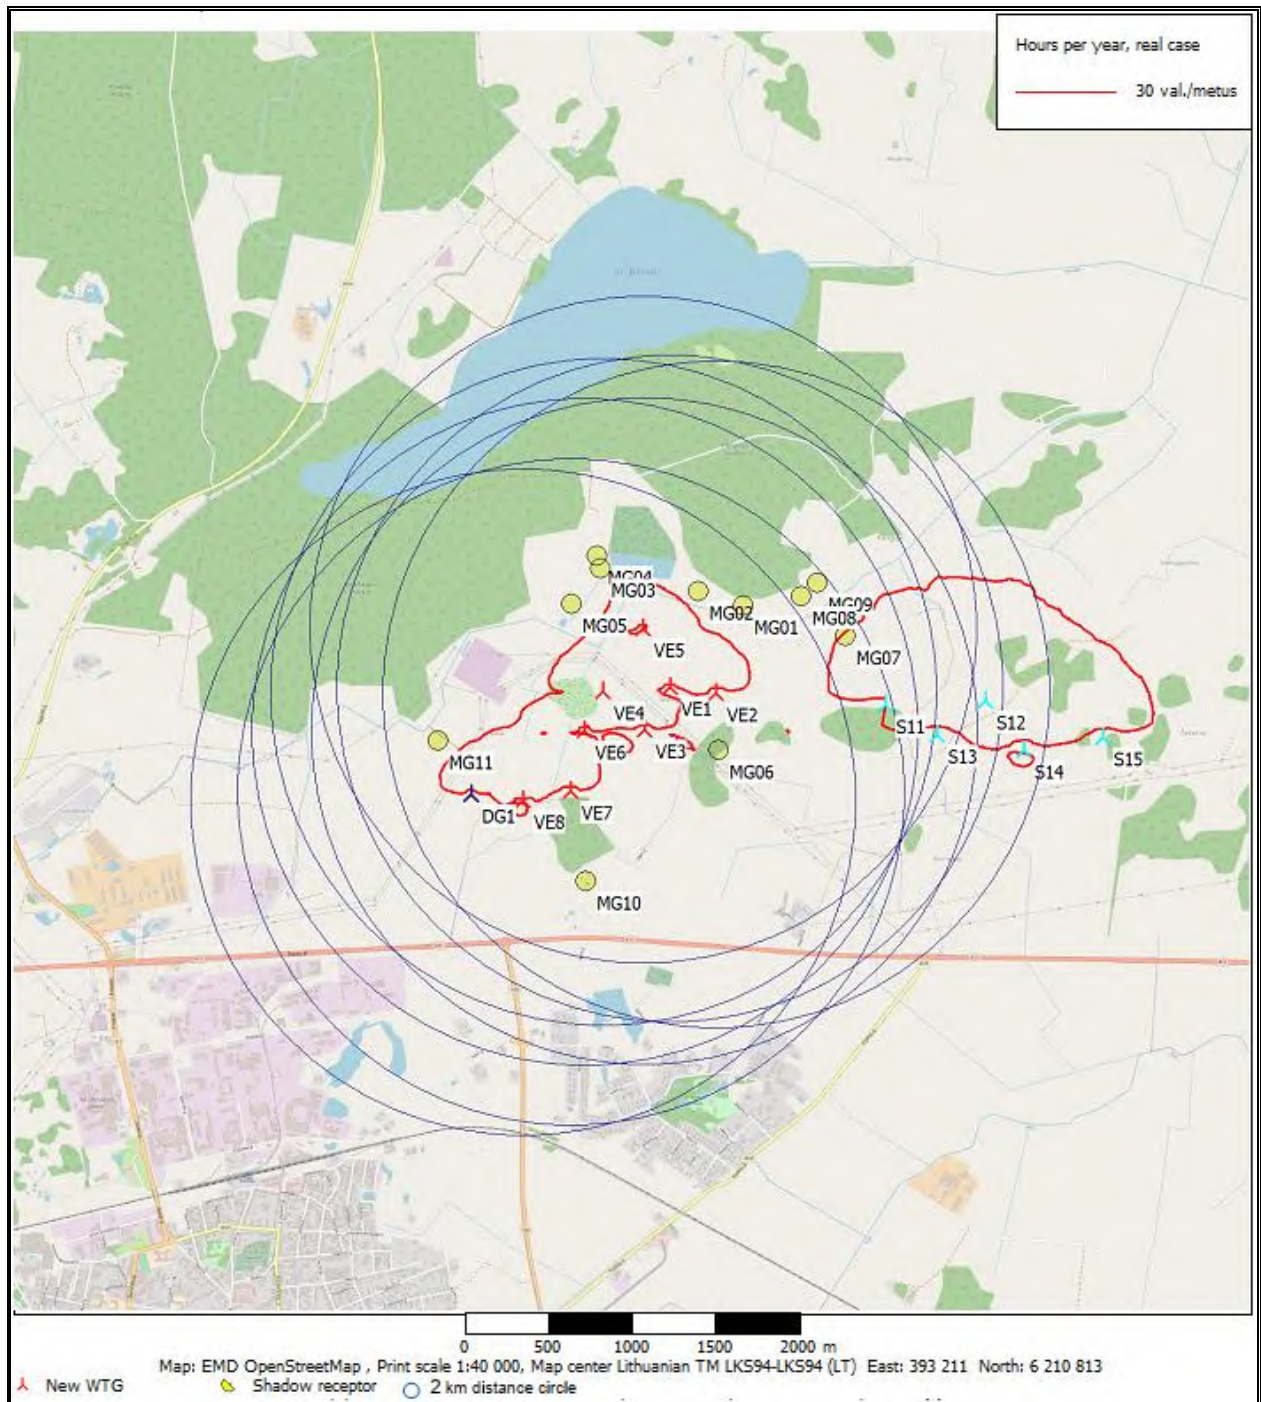 Hours per year, real case
30 val./metus
MG04
MG03
MG02
MG09
MG05
MG01
MG08
VE5
MG07
VE4
VE1
VE2
S11
S12
VE6
VE3
S13
MG11
MG06
S14
S15
DG1
VE8
VE7
MG10
0 500 1000 1500 2000 m
Map: EMD OpenStreetMap , Print scale 1:40 000, Map center Lithuanian TM LKS94-LKS94 (LT) East: 393 211 North: 6 210 813
New WTG Shadow receptor 2 km distance circle